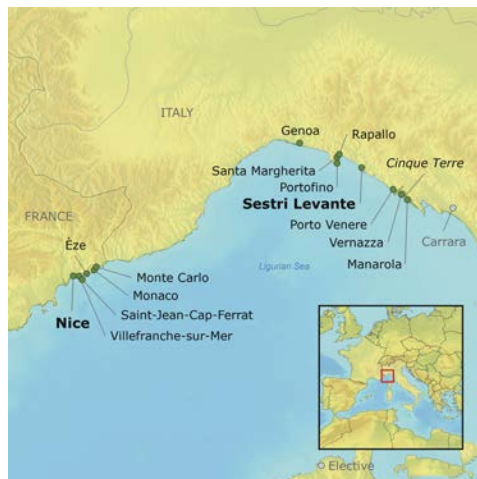 ITALY
Genoa
Rapallo
Santa Margherita
Cinque Terre
Portofino
Sestri Levante
FRANCE
Porto Venere
Vernazza
Carrara
Èze
Manarola
Ligurian Sea
Monte Carlo
Monaco
Saint-Jean-Cap-Ferrat
Nice
Villefranche-sur-Mer
Elective